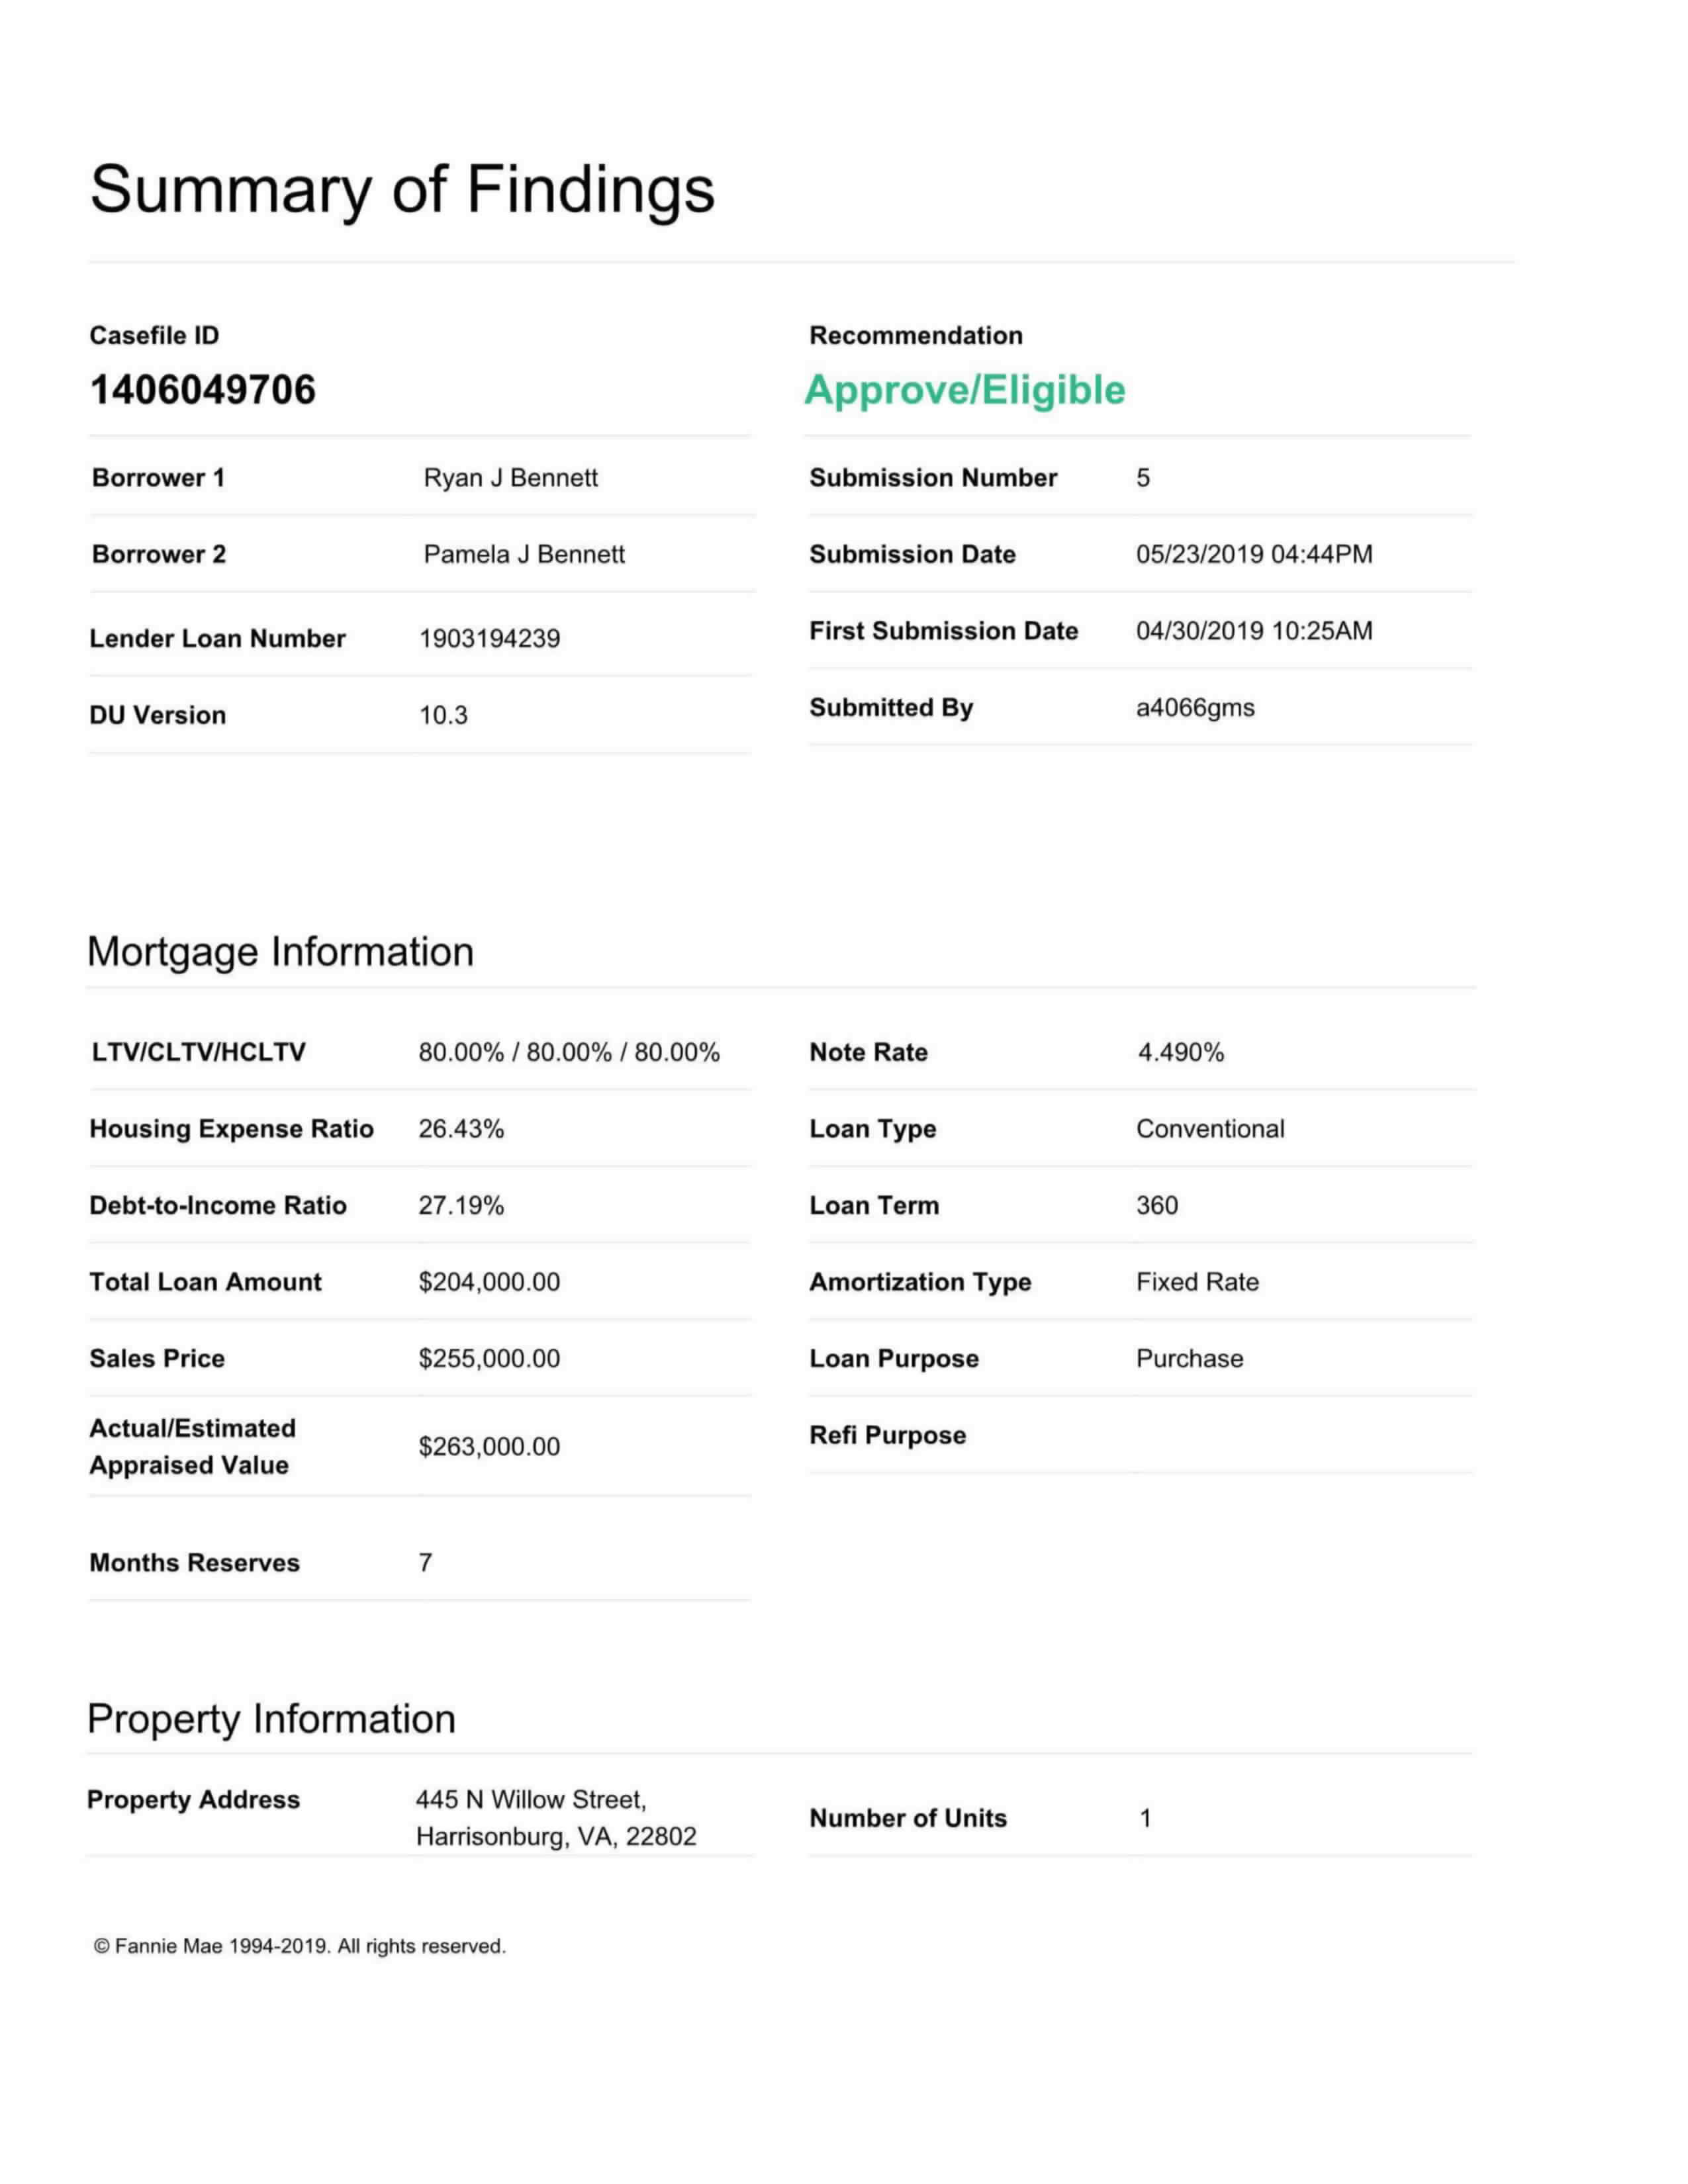 Summary of Findings
Casefile ID
1406049706
Recommendation
Approve/Eligible
Borrower 1 Ryan J Bennett
Borrower 2 Pamela J Bennett
Lender Loan Number 1903194239
DU Version 10.3
Submission Number 5
Submission Date 05/23/2019 04:44PM
First Submission Date 04/30/2019 10:25AM
Submitted By a4066gms
Mortgage Information
LTV/CLTV/HCLTV 80.00% / 80.00% / 80.00%
Housing Expense Ratio 26.43%
Debt-to-Income Ratio 27.19%
Total Loan Amount $204,000.00
Sales Price $255,000.00
Actual/Estimated
Appraised Value $263,000.00
Months Reserves 7
Note Rate 4.490%
Loan Type Conventional
Loan Term 360
Amortization Type Fixed Rate
Loan Purpose Purchase
Refi Purpose
Property Information
Property Address 445 N Willow Street,
Harrisonburg, VA, 22802
Number of Units 1
© Fannie Mae 1994-2019. All rights reserved.